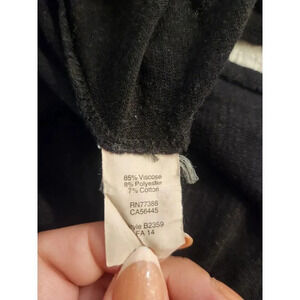 85% Viscose
8% Polyester
7% Cotton
RN77388
CA56445
Style B2359
FA 14